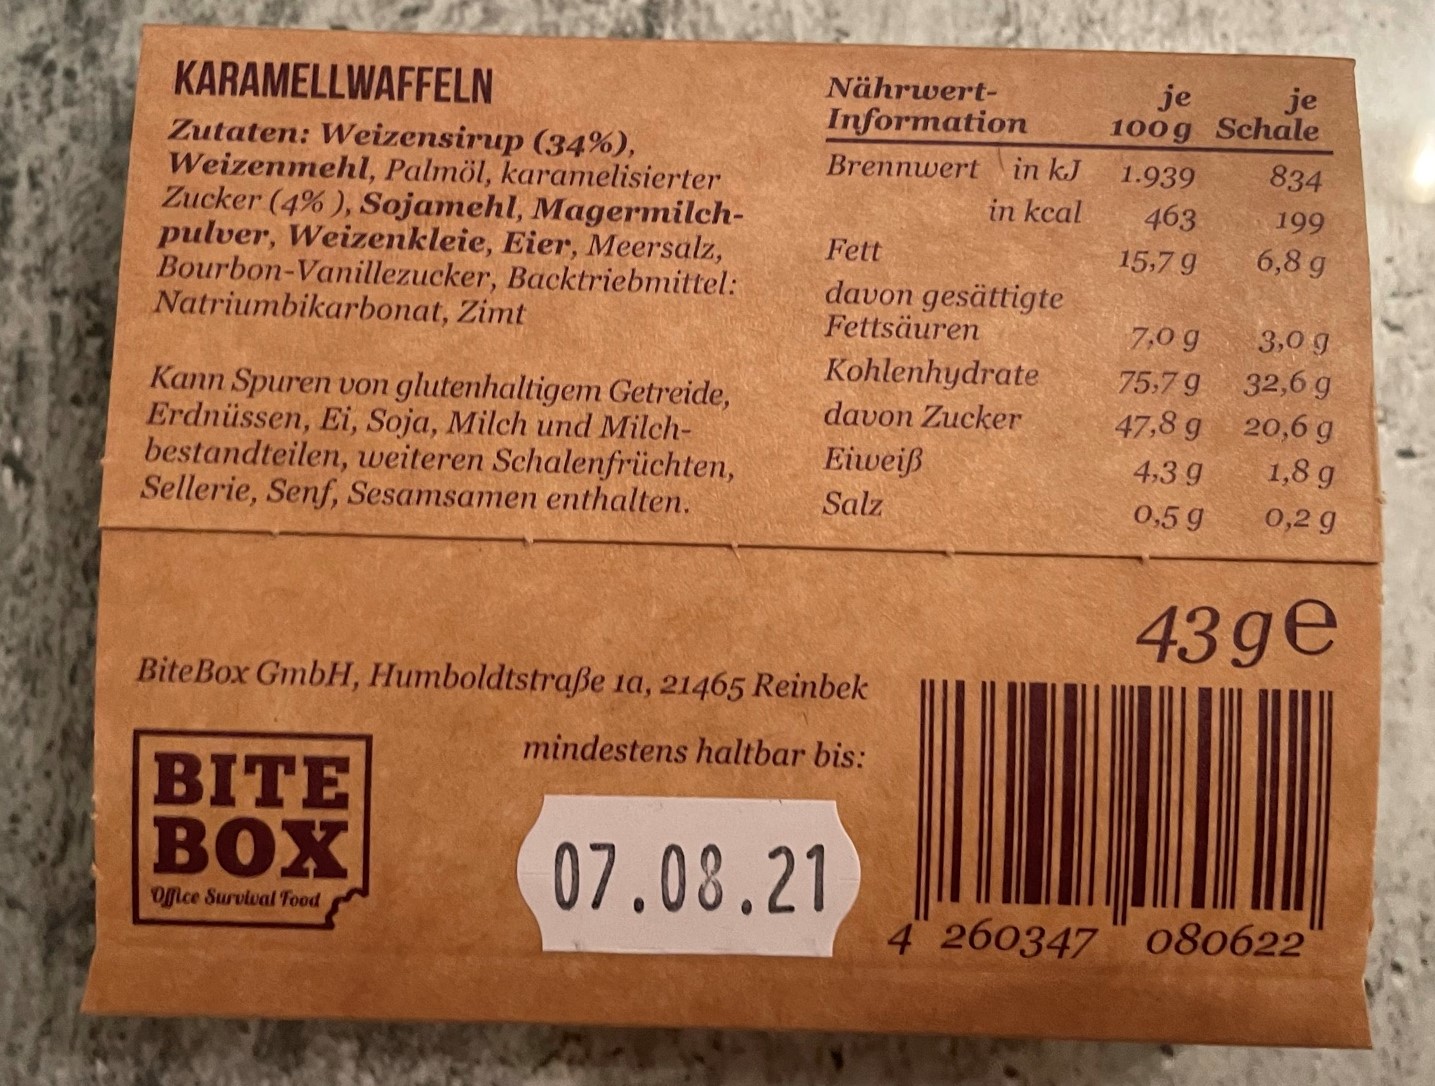 KARAMELLWAFFELN
Zutaten: Weizensirup (34%),
Weizenmehl, Palmöl, karamelisierter
Zucker (4% ), Sojamehl, Magermilch-
pulver, Weizenkleie, Eier, Meersalz,
Bourbon-Vanillezucker, Backtriebmittel:
Natriumbikarbonat, Zimt
Kann Spuren von glutenhaltigem Getreide,
Erdnüssen, Ei, Soja, Milch und Milch-
bestandteilen, weiteren Schalenfrüchten,
Sellerie, Senf, Sesamsamen enthalten.
Nährwert- je je
Information 100 g Schale
Brennwert in kJ 1.939 834
in kcal 463 199
Fett 15,7 g 6,8 g
davon gesättigte
Fettsäuren 7,0 g 3,0 g
Kohlenhydrate 75,7 g 32,6 g
davon Zucker 47,8 g 20,6 g
Eiweiß 4,3 g 1,8 g
Salz 0,5 g 0,2 g
43 g e
BiteBox GmbH, Humboldtstraße 1a, 21465 Reinbek
mindestens haltbar bis:
07.08.21
BITE
BOX
Office Survival Food
4 260347 080622